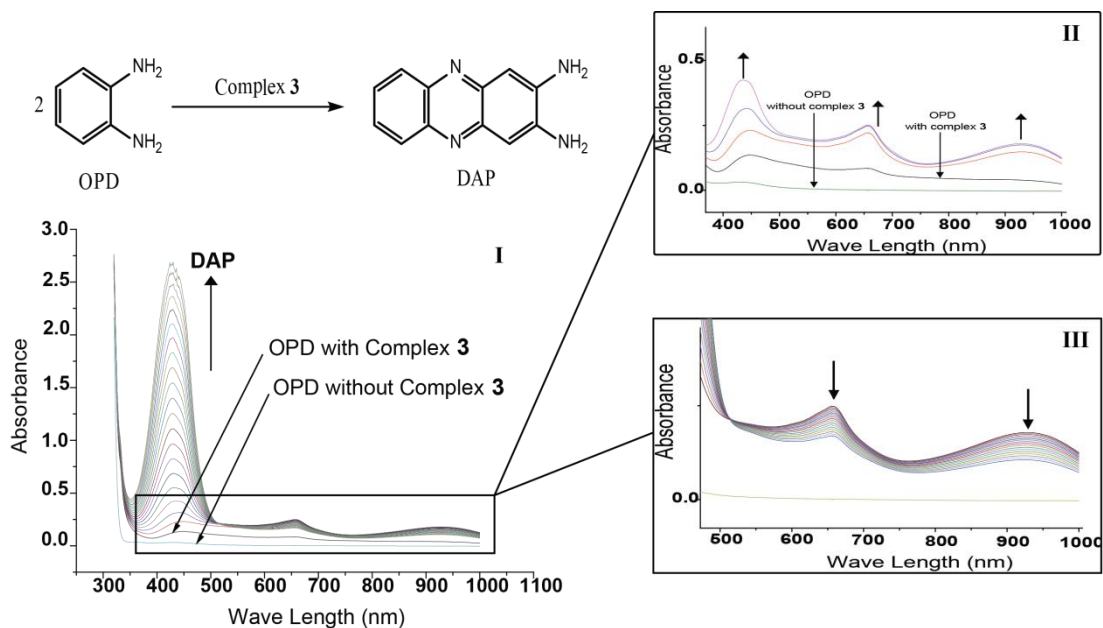 2
NH₂
NH₂
OPD
Complex 3
N
N
NH₂
NH₂
DAP
I
DAP
OPD with Complex 3
OPD without Complex 3
Absorbance
3.0
2.5
2.0
1.5
1.0
0.5
0.0
300 400 500 600 700 800 900 1000 1100
Wave Length (nm)
II
Absorbance
0.5
0.0
OPD
without complex 3
OPD
with complex 3
400 500 600 700 800 900 1000
Wave Length (nm)
III
Absorbance
0.0
500 600 700 800 900 1000
Wave Length (nm)